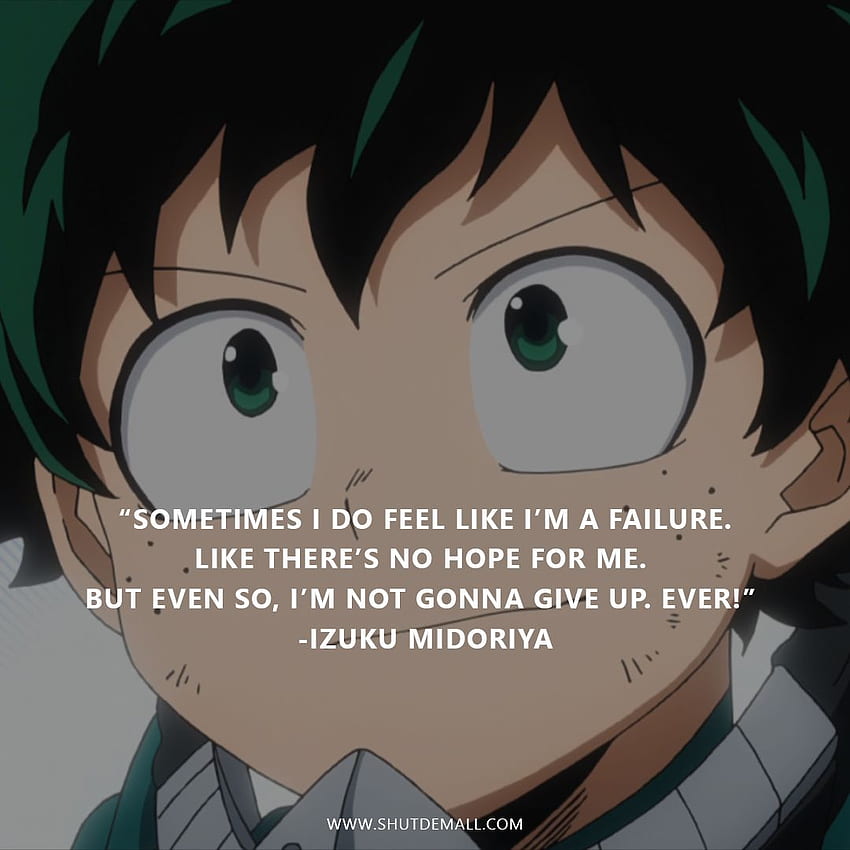 “SOMETIMES I DO FEEL LIKE I’M A FAILURE.
LIKE THERE’S NO HOPE FOR ME.
BUT EVEN SO, I’M NOT GONNA GIVE UP. EVER!”
-IZUKU MIDORIYA
WWW.SHUTDEMALL.COM